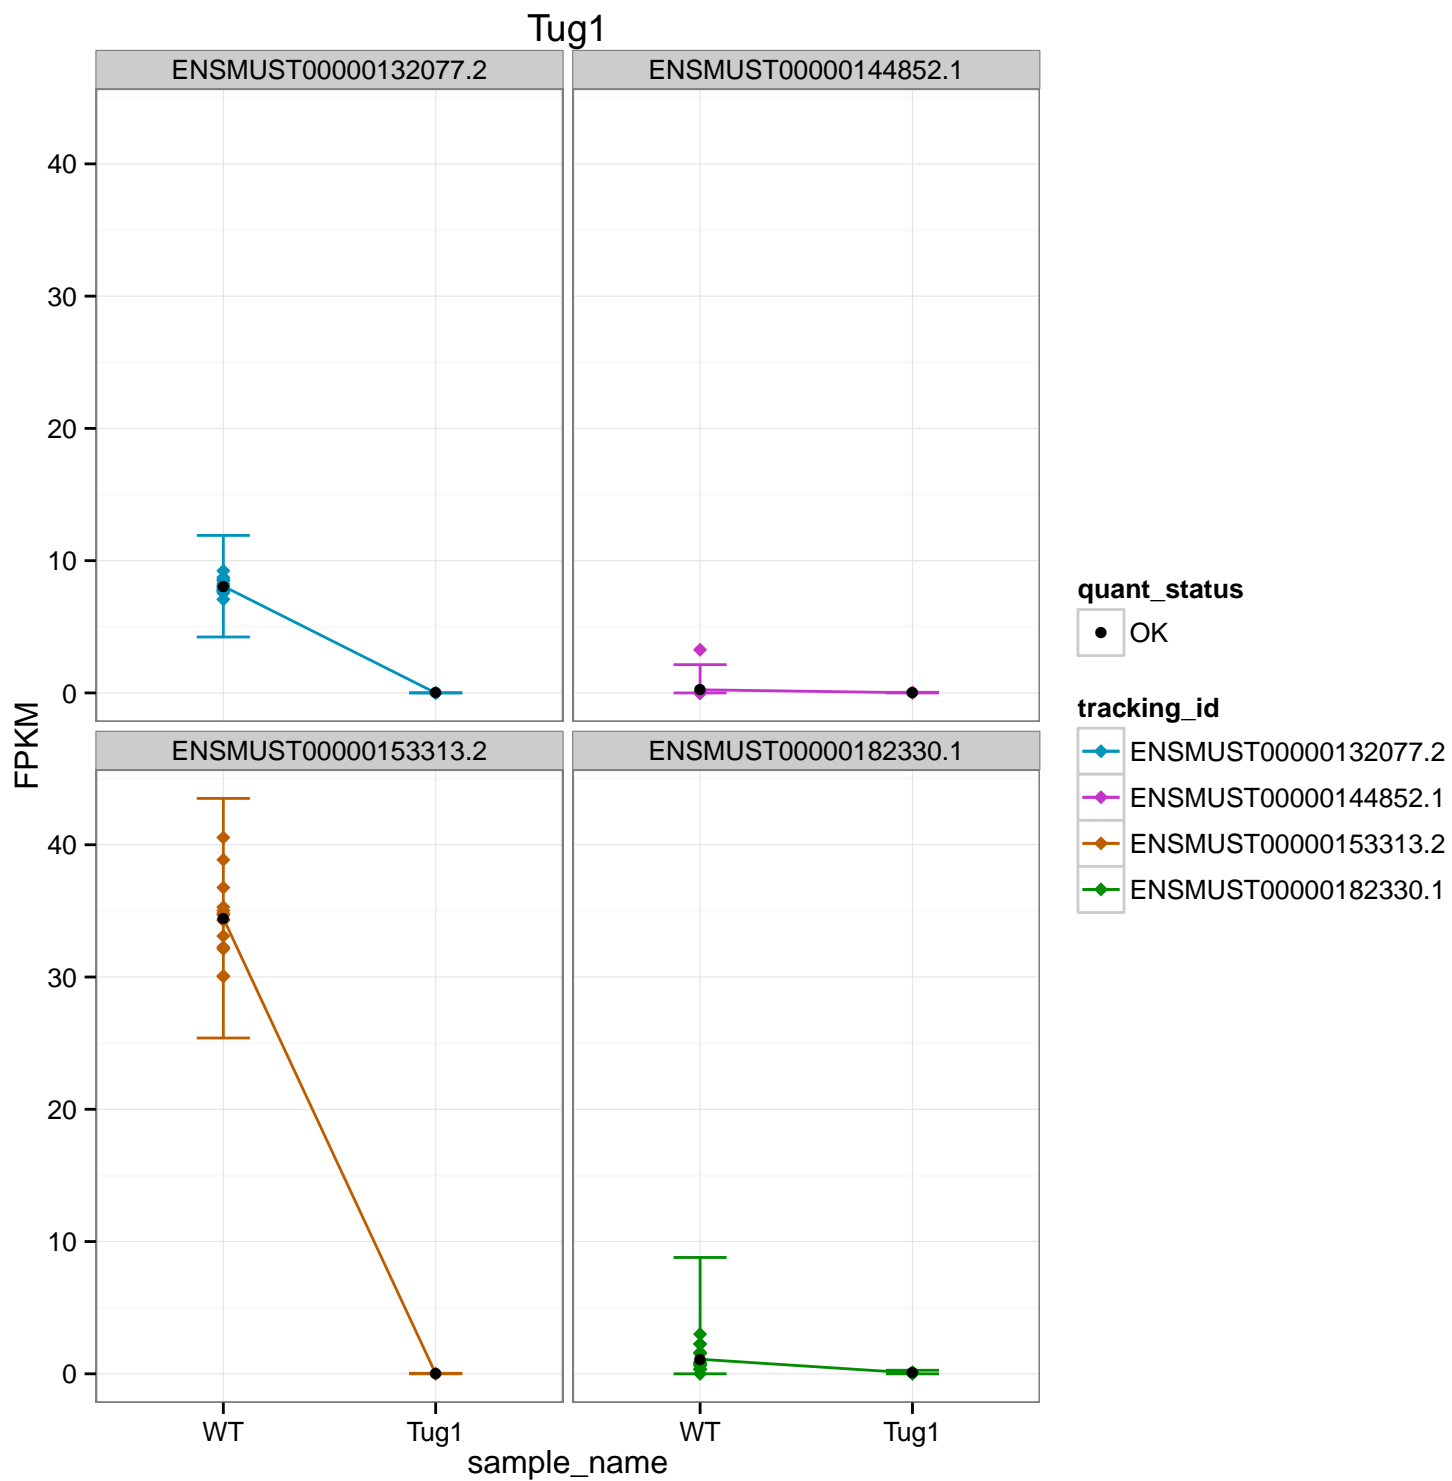 Tug1
ENSMUST00000132077.2
ENSMUST00000144852.1
40
30
20
10
0
ENSMUST00000153313.2
ENSMUST00000182330.1
40
30
20
10
0
FPKM
WT
Tug1
WT
Tug1
sample_name
quant_status
OK
tracking_id
ENSMUST00000132077.2
ENSMUST00000144852.1
ENSMUST00000153313.2
ENSMUST00000182330.1